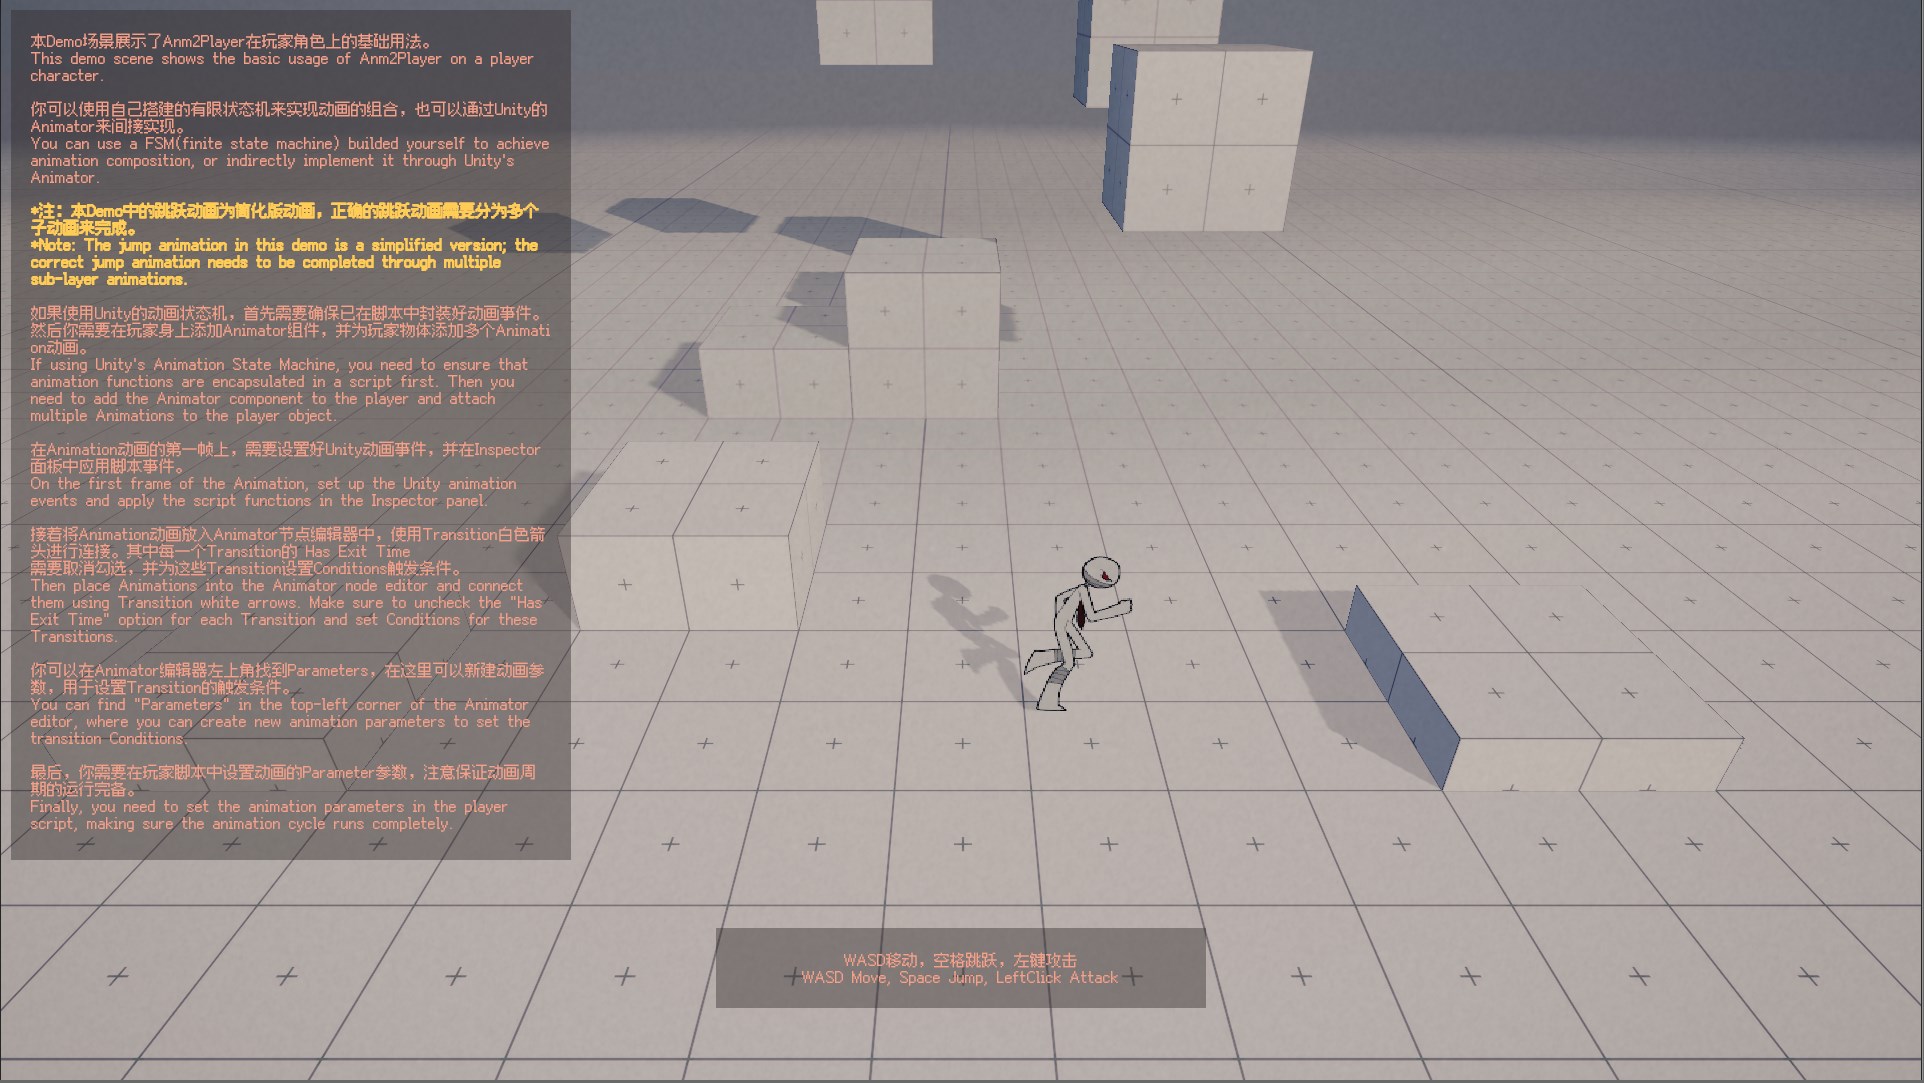 本Demo场景展示了Anm2Player在玩家角色上的基础用法。
This demo scene shows the basic usage of Anm2Player on a player
character.
你可以使用自己搭建的有限状态机来实现动画的组合，也可以通过Unity的
Animator来间接实现。
You can use a FSM(finite state machine) builded yourself to achieve
animation composition, or indirectly implement it through Unity's
Animator.
*注：本Demo中的跳跃动画为简化版动画，正确的跳跃动画需要分为多个
子动画来完成。
*Note: The jump animation in this demo is a simplified version; the
correct jump animation needs to be completed through multiple
sub-layer animations.
如果使用Unity的动画状态机，首先需要确保已在脚本中封装好动画事件。
然后你需要在玩家身上添加Animator组件，并为玩家物体添加多个Animati
on动画。
If using Unity's Animation State Machine, you need to ensure that
animation functions are encapsulated in a script first. Then you
need to add the Animator component to the player and attach
multiple Animations to the player object.
在Animation动画的第一帧上，需要设置好Unity动画事件，并在Inspector
面板中应用脚本事件。
On the first frame of the Animation, set up the Unity animation
events and apply the script functions in the Inspector panel.
接着将Animation动画放入Animator节点编辑器中，使用Transition白色箭
头进行连接。其中每一个Transition的 Has Exit Time
需要取消勾选，并为这些Transition设置Conditions触发条件。
Then place Animations into the Animator node editor and connect
them using Transition white arrows. Make sure to uncheck the "Has
Exit Time" option for each Transition and set Conditions for these
Transitions.
你可以在Animator编辑器左上角找到Parameters，在这里可以新建动画参
数，用于设置Transition的触发条件。
You can find "Parameters" in the top-left corner of the Animator
editor, where you can create new animation parameters to set the
transition Conditions.
最后，你需要在玩家脚本中设置动画的Parameter参数，注意保证动画周
期的运行完备。
Finally, you need to set the animation parameters in the player
script, making sure the animation cycle runs completely.
WASD移动，空格跳跃，左键攻击
WASD Move, Space Jump, LeftClick Attack